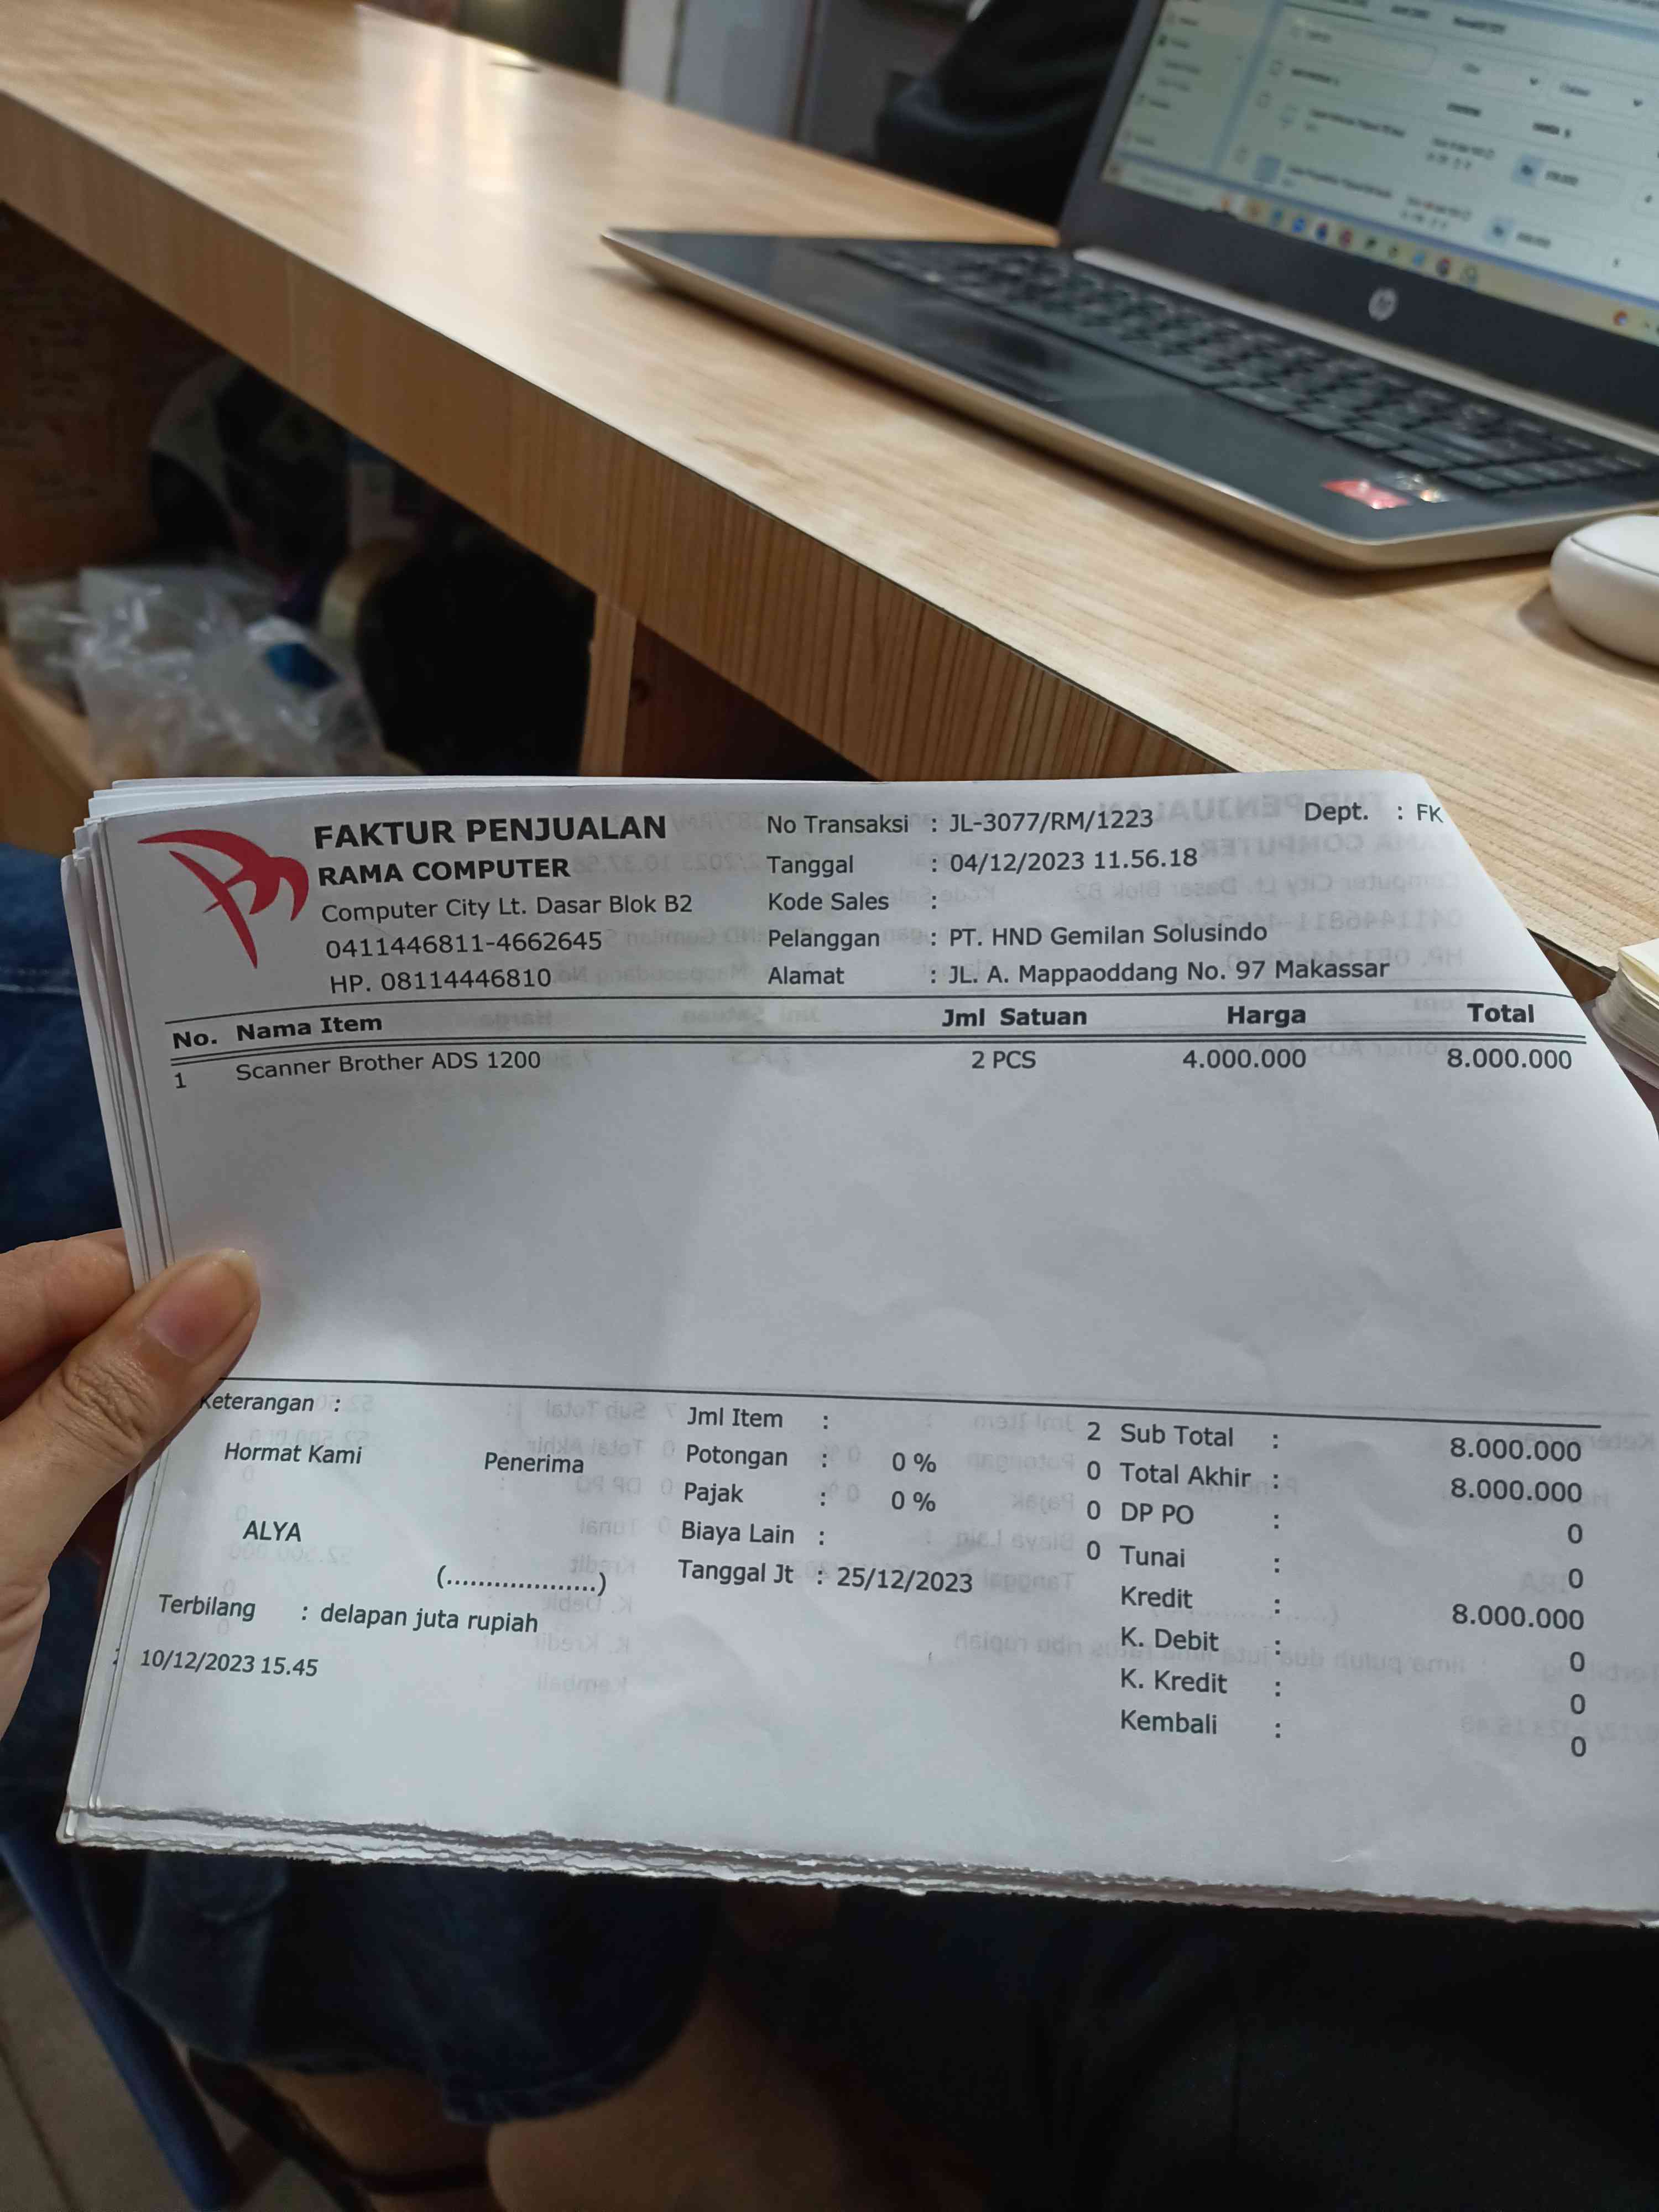 FAKTUR PENJUALAN
RAMA COMPUTER
Computer City Lt. Dasar Blok B2
0411446811-4662645
HP. 08114446810
No Transaksi : JL-3077/RM/1223
Tanggal : 04/12/2023 11.56.18
Kode Sales :
Pelanggan : PT. HND Gemilan Solusindo
Alamat : JL. A. Mappaoddang No. 97 Makassar
Dept. : FK
No. Nama Item Jml Satuan Harga Total
1 Scanner Brother ADS 1200 2 PCS 4.000.000 8.000.000
Keterangan :
Hormat Kami Penerima
ALYA
(....................)
Terbilang : delapan juta rupiah
10/12/2023 15.45
Jml Item : 2
Potongan : 0 % 0
Pajak : 0 % 0
Biaya Lain : 0
Tanggal Jt : 25/12/2023
Sub Total : 8.000.000
Total Akhir : 8.000.000
DP PO : 0
Tunai : 0
Kredit : 8.000.000
K. Debit : 0
K. Kredit : 0
Kembali : 0
hp